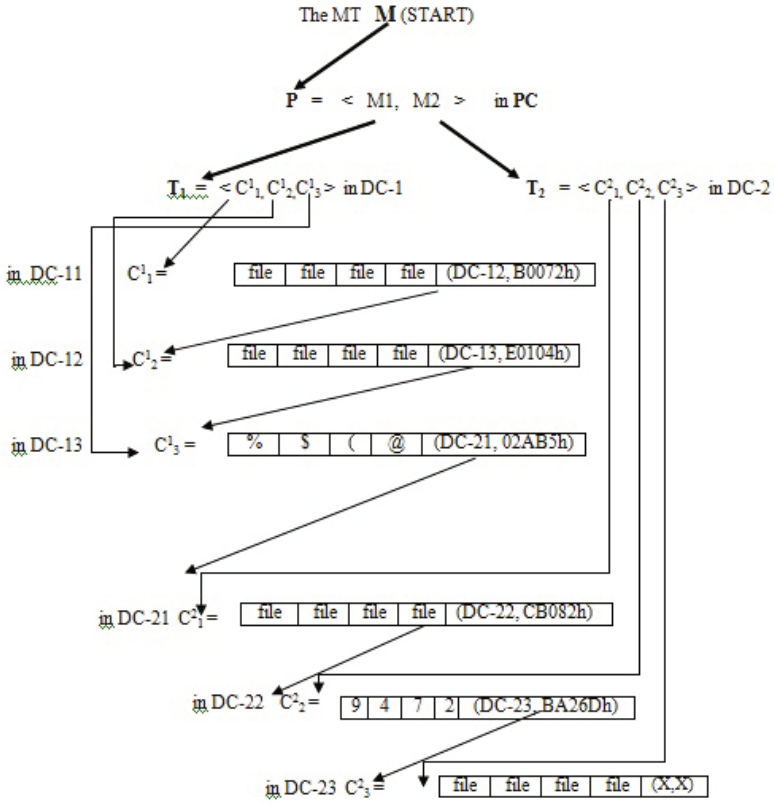 The MT M (START)
P = < M1, M2 > in PC
T₁ = < C¹₁, C¹₂, C¹₃ > in DC-1 T₂ = < C²₁, C²₂, C²₃ > in DC-2
in DC-11 C¹₁ = file file file file (DC-12, B0072h)
in DC-12 C¹₂ = file file file file (DC-13, E0104h)
in DC-13 C¹₃ = % $ ( @ (DC-21, 02AB5h)
in DC-21 C²₁ = file file file file (DC-22, CB082h)
in DC-22 C²₂ = 9 4 7 2 (DC-23, BA26Dh)
in DC-23 C²₃ = file file file file (X,X)